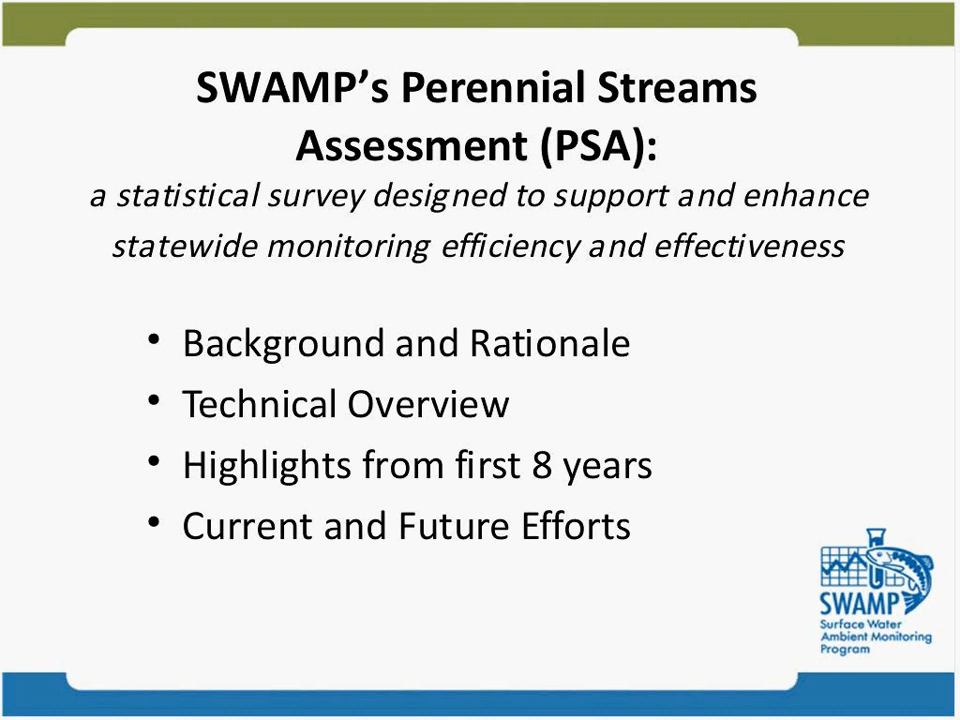 SWAMP’s Perennial Streams
Assessment (PSA):
a statistical survey designed to support and enhance
statewide monitoring efficiency and effectiveness
• Background and Rationale
• Technical Overview
• Highlights from first 8 years
• Current and Future Efforts
SWAMP
Surface Water
Ambient Monitoring
Program